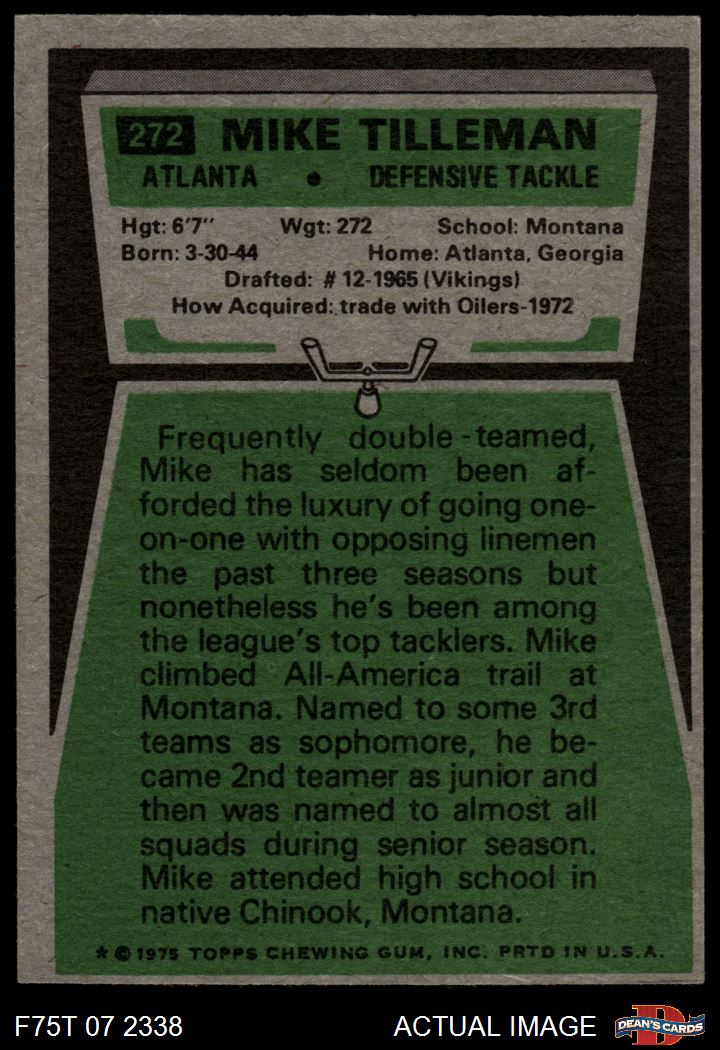 272 MIKE TILLEMAN
ATLANTA • DEFENSIVE TACKLE
Hgt: 6'7" Wgt: 272 School: Montana
Born: 3-30-44 Home: Atlanta, Georgia
Drafted: # 12-1965 (Vikings)
How Acquired: trade with Oilers-1972
Frequently double-teamed,
Mike has seldom been af-
forded the luxury of going one-
on-one with opposing linemen
the past three seasons but
nonetheless he's been among
the league's top tacklers. Mike
climbed All-America trail at
Montana. Named to some 3rd
teams as sophomore, he be-
came 2nd teamer as junior and
then was named to almost all
squads during senior season.
Mike attended high school in
native Chinook, Montana.
* © 1975 TOPPS CHEWING GUM, INC. PRTD IN U.S.A.
F75T 07 2338 ACTUAL IMAGE D DEAN'S CARDS